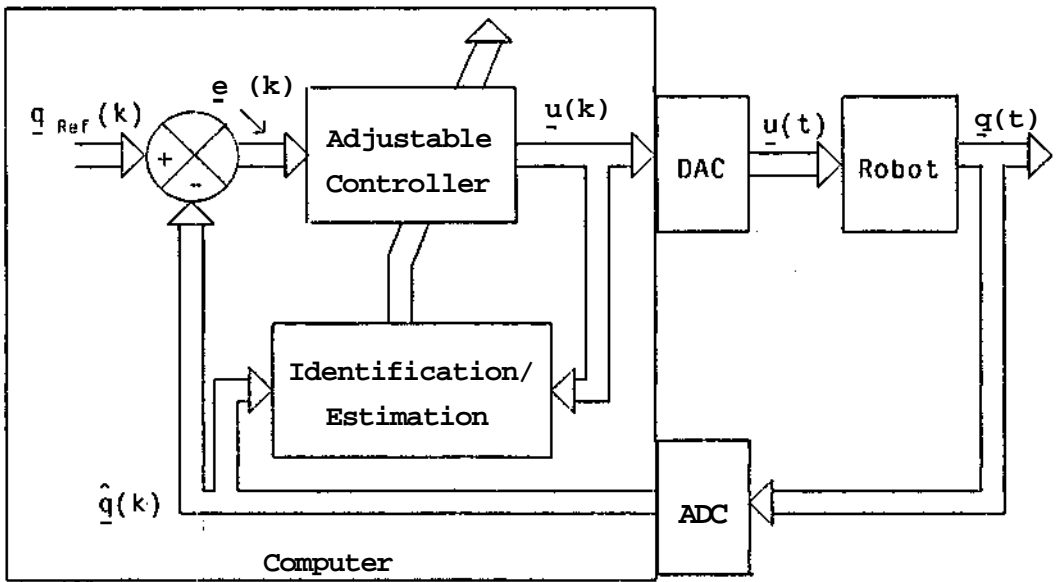 q Ref (k)
e (k)
+
-
Adjustable
Controller
u(k)
DAC
u(t)
Robot
q(t)
Identification/
Estimation
q̂(k)
ADC
Computer